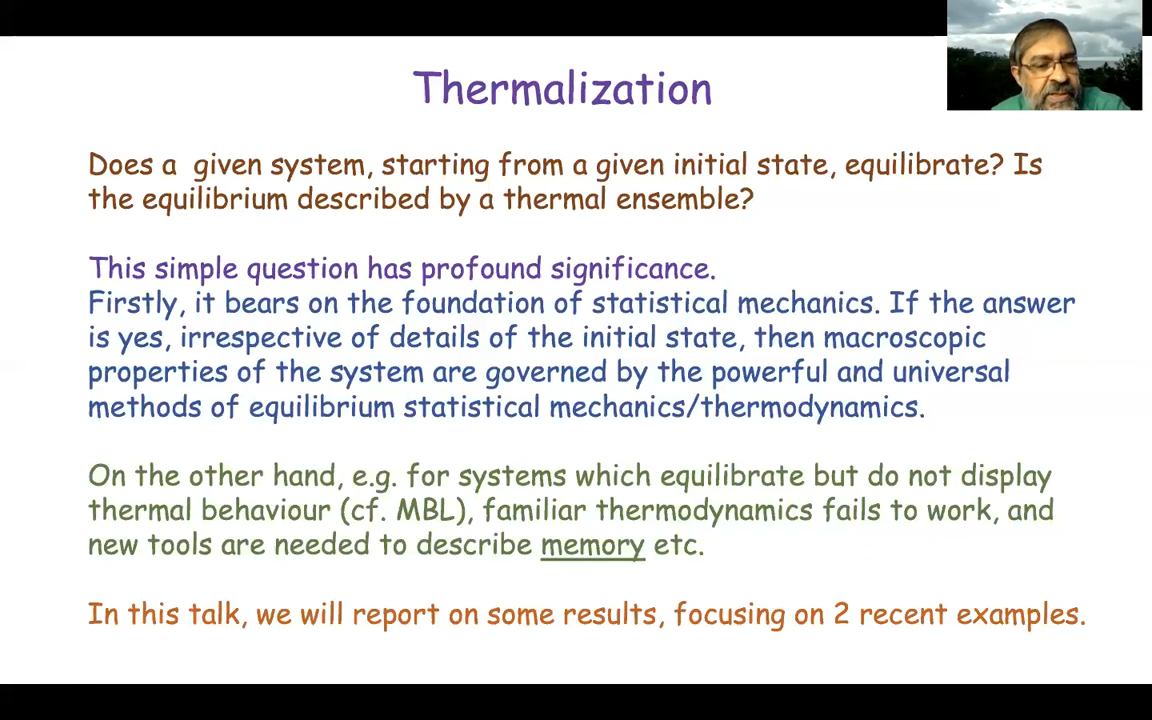 Thermalization
Does a given system, starting from a given initial state, equilibrate? Is
the equilibrium described by a thermal ensemble?
This simple question has profound significance.
Firstly, it bears on the foundation of statistical mechanics. If the answer
is yes, irrespective of details of the initial state, then macroscopic
properties of the system are governed by the powerful and universal
methods of equilibrium statistical mechanics/thermodynamics.
On the other hand, e.g. for systems which equilibrate but do not display
thermal behaviour (cf. MBL), familiar thermodynamics fails to work, and
new tools are needed to describe memory etc.
In this talk, we will report on some results, focusing on 2 recent examples.